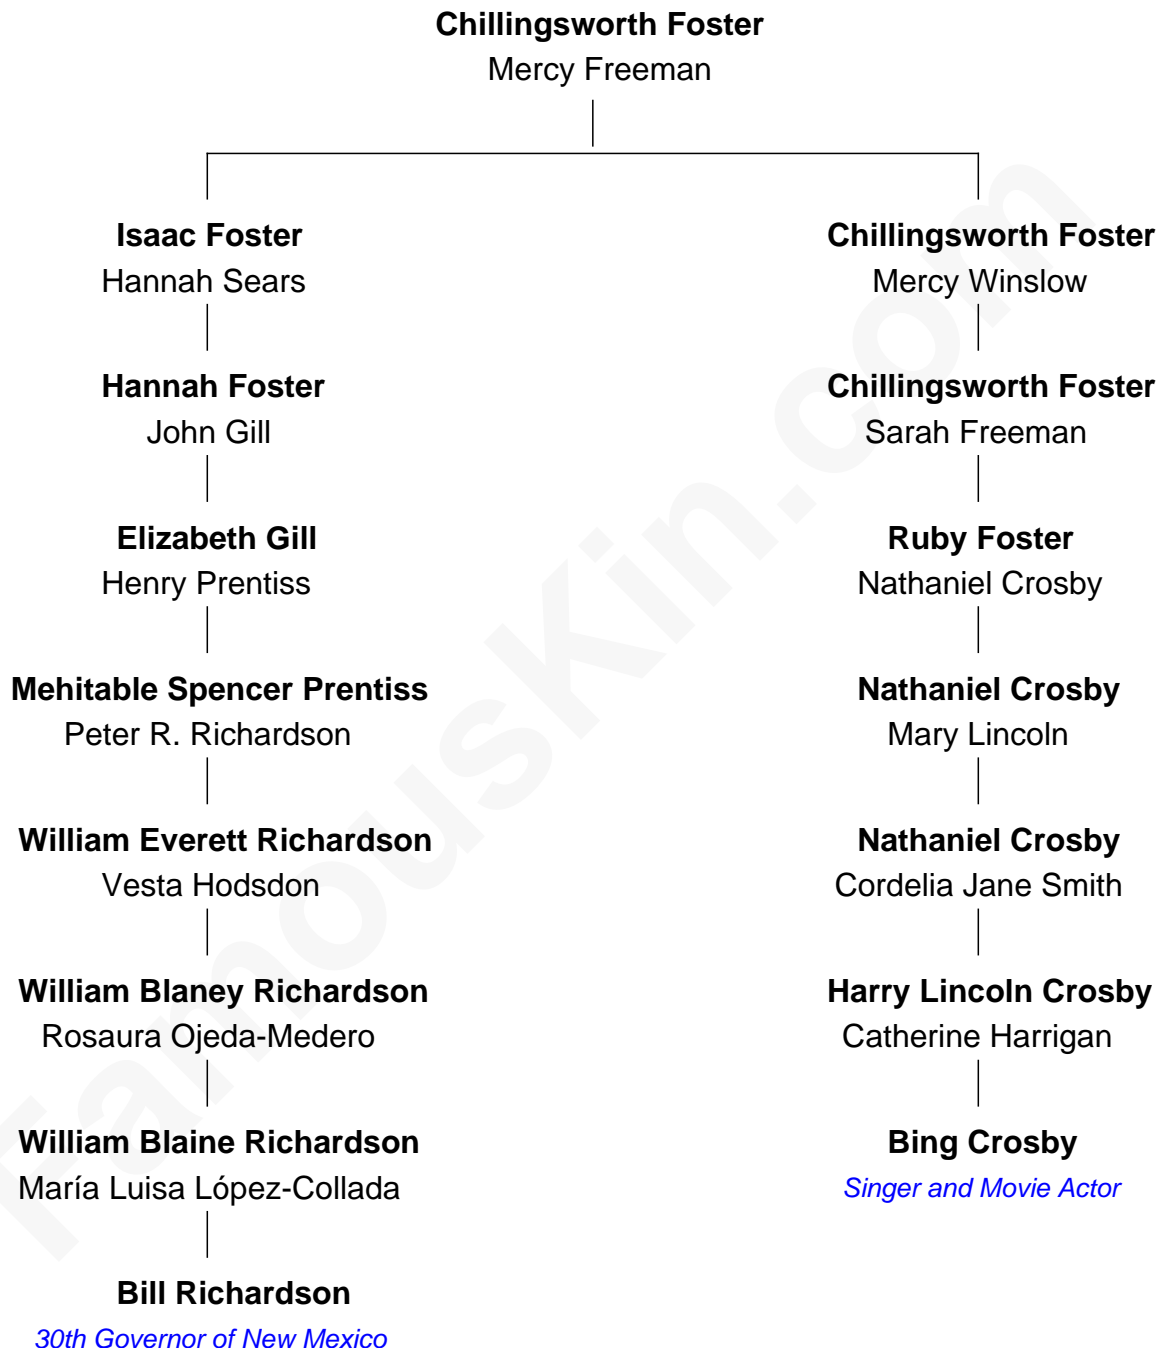 Chillingsworth Foster
Mercy Freeman
Isaac Foster
Hannah Sears
Hannah Foster
John Gill
Elizabeth Gill
Henry Prentiss
Mehitable Spencer Prentiss
Peter R. Richardson
William Everett Richardson
Vesta Hodsdon
William Blaney Richardson
Rosaura Ojeda-Medero
William Blaine Richardson
María Luisa López-Collada
Bill Richardson
30th Governor of New Mexico
Chillingsworth Foster
Mercy Winslow
Chillingsworth Foster
Sarah Freeman
Ruby Foster
Nathaniel Crosby
Nathaniel Crosby
Mary Lincoln
Nathaniel Crosby
Cordelia Jane Smith
Harry Lincoln Crosby
Catherine Harrigan
Bing Crosby
Singer and Movie Actor
FamousKin.com